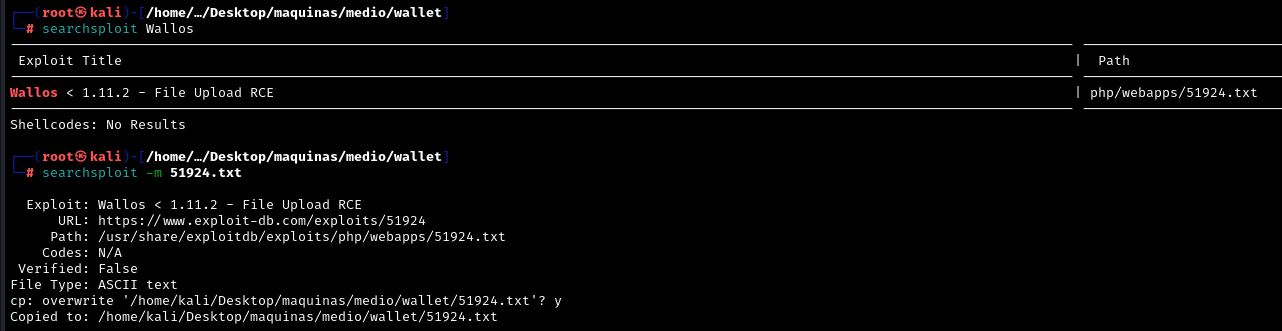 ┌──(root㉿kali)-[/home/…/Desktop/maquinas/medio/wallet]
└─# searchsploit Wallos
Exploit Title | Path
Wallos < 1.11.2 - File Upload RCE | php/webapps/51924.txt
Shellcodes: No Results
┌──(root㉿kali)-[/home/…/Desktop/maquinas/medio/wallet]
└─# searchsploit -m 51924.txt
Exploit: Wallos < 1.11.2 - File Upload RCE
URL: https://www.exploit-db.com/exploits/51924
Path: /usr/share/exploitdb/exploits/php/webapps/51924.txt
Codes: N/A
Verified: False
File Type: ASCII text
cp: overwrite '/home/kali/Desktop/maquinas/medio/wallet/51924.txt'? y
Copied to: /home/kali/Desktop/maquinas/medio/wallet/51924.txt